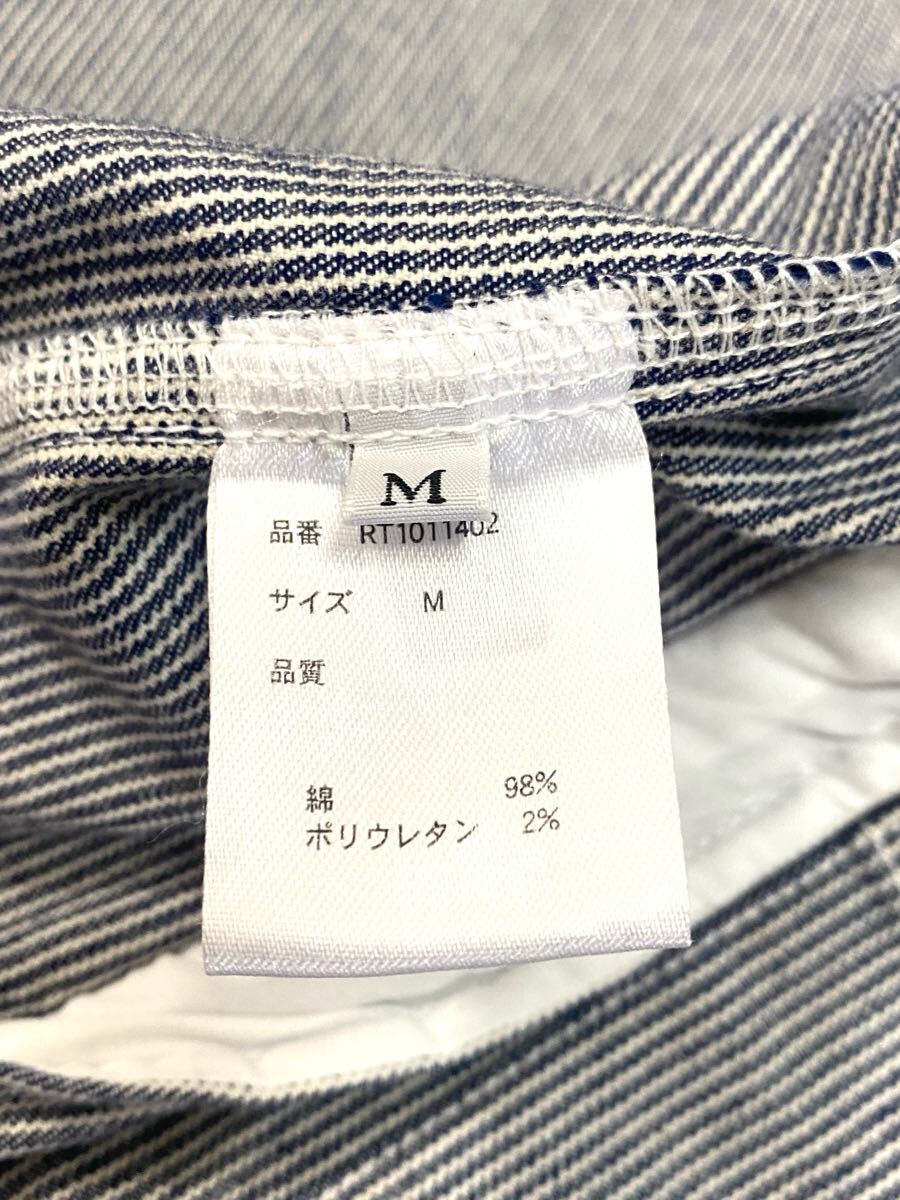 M
品番 RT1011402
サイズ M
品質
綿 98%
ポリウレタン 2%